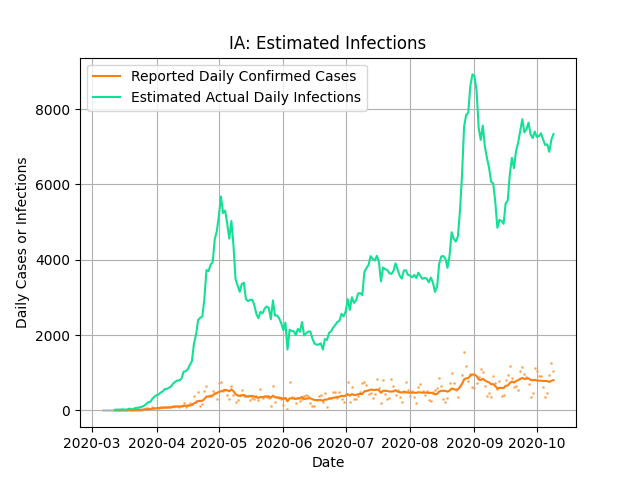 IA: Estimated Infections
Reported Daily Confirmed Cases
Estimated Actual Daily Infections
Daily Cases or Infections
8000
6000
4000
2000
0
2020-03 2020-04 2020-05 2020-06 2020-07 2020-08 2020-09 2020-10
Date